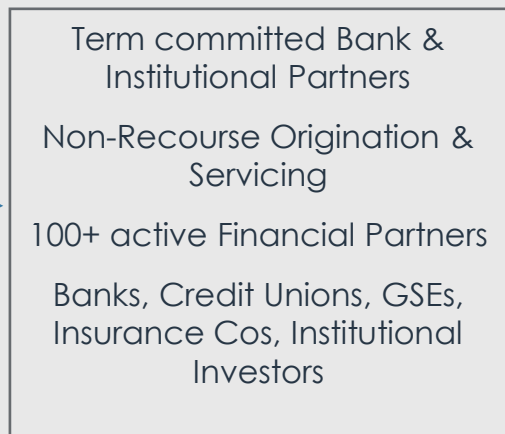 Term committed Bank &
Institutional Partners
Non-Recourse Origination &
Servicing
100+ active Financial Partners
Banks, Credit Unions, GSEs,
Insurance Cos, Institutional
Investors